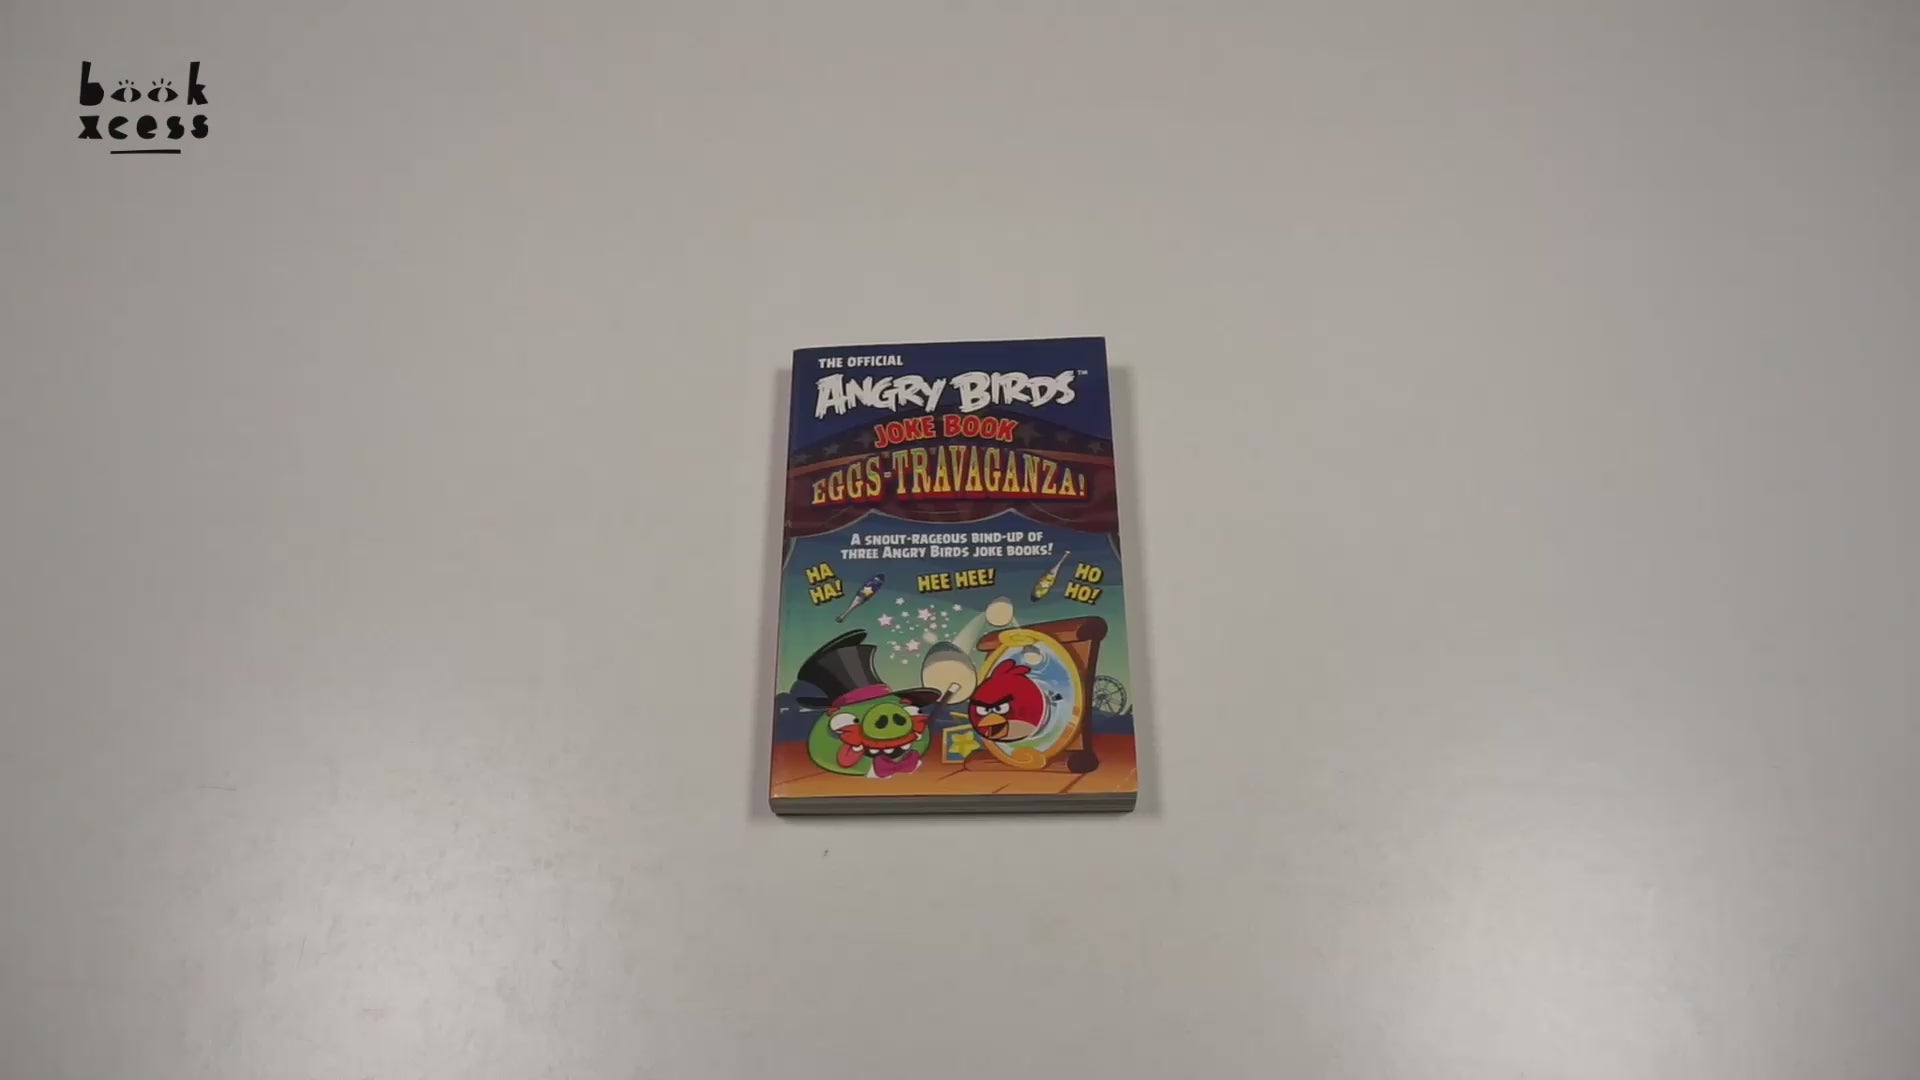 book
xcess
THE OFFICIAL
ANGRY BIRDS™
JOKE BOOK
EGGS-TRAVAGANZA!
A SNOUT-RAGEOUS BIND-UP OF
THREE ANGRY BIRDS JOKE BOOKS!
HA
HA!
HEE HEE!
HO
HO!